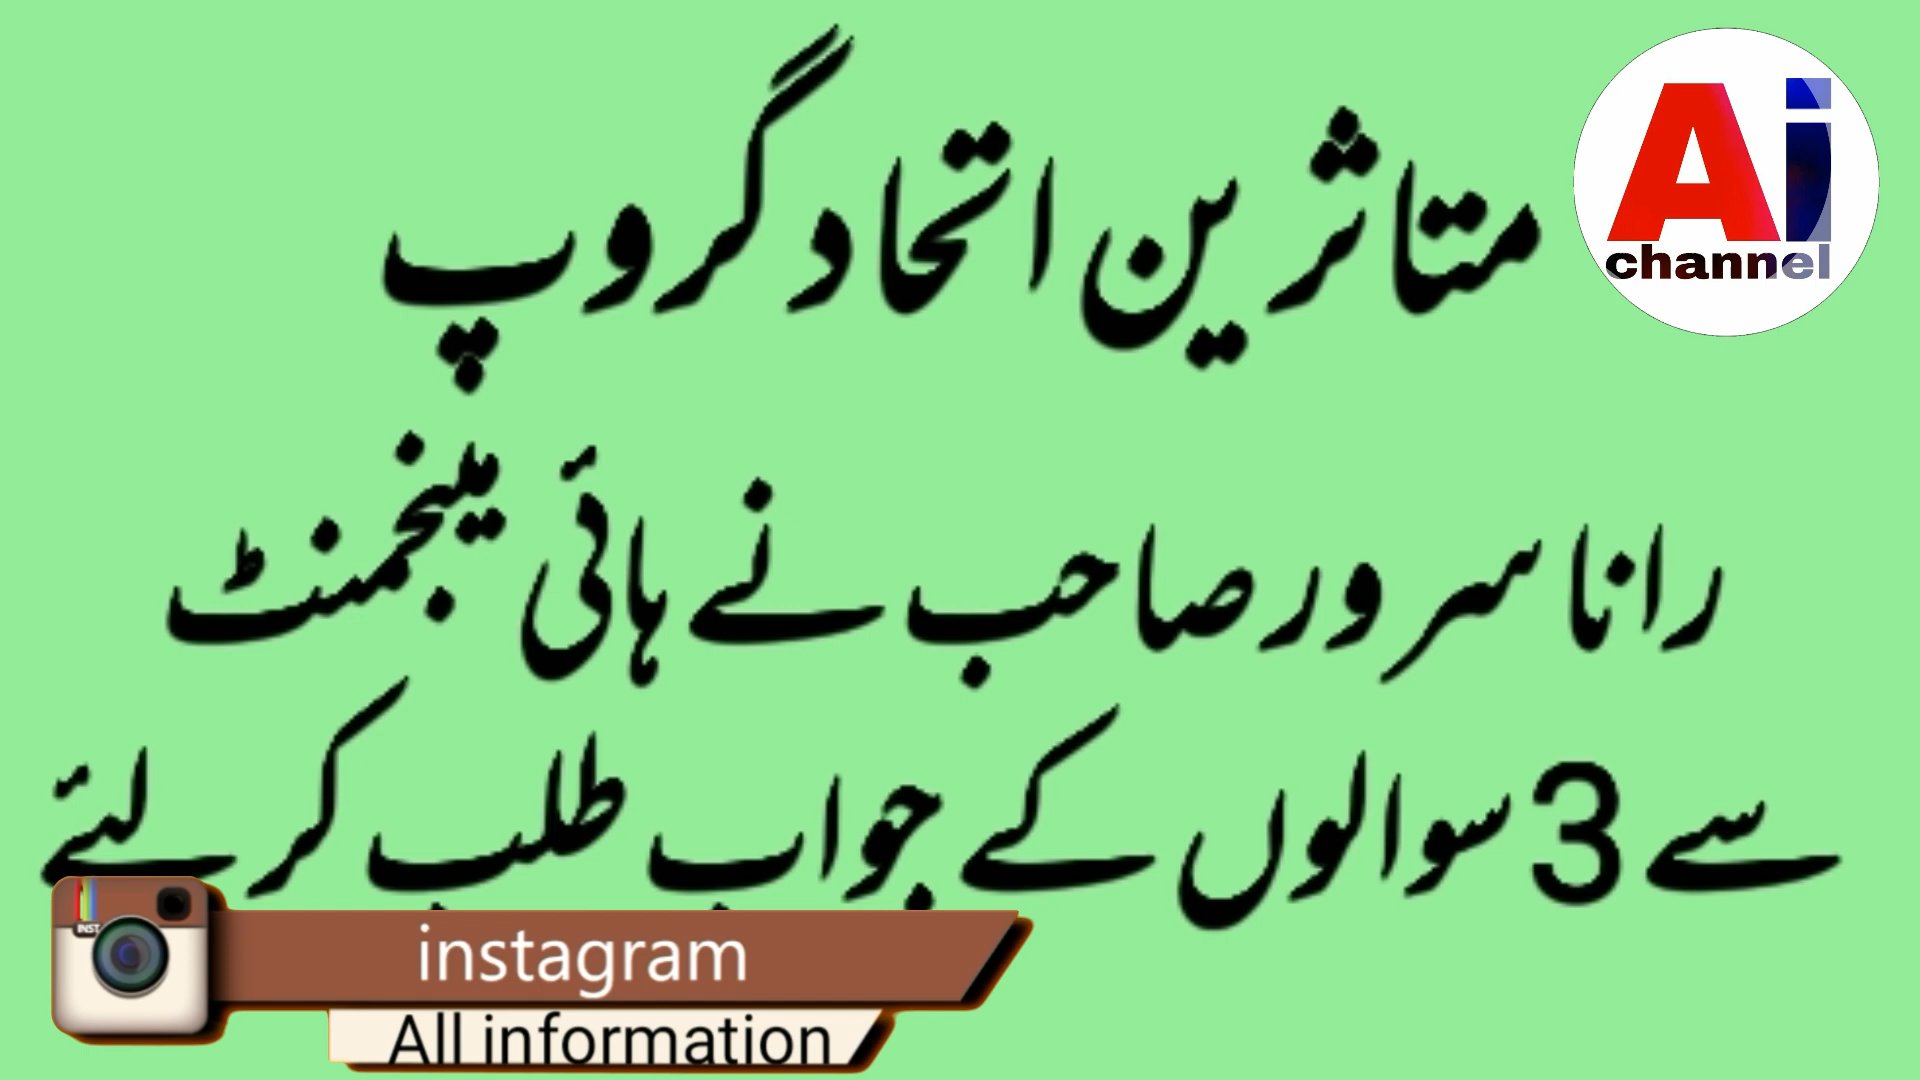 متاثرین اتحاد گروپ
رانا سرور صاحب نے ہائی مینجمنٹ
سے 3 سوالوں کے جواب طلب کر لئے
Ai
channel
INST
instagram
All information